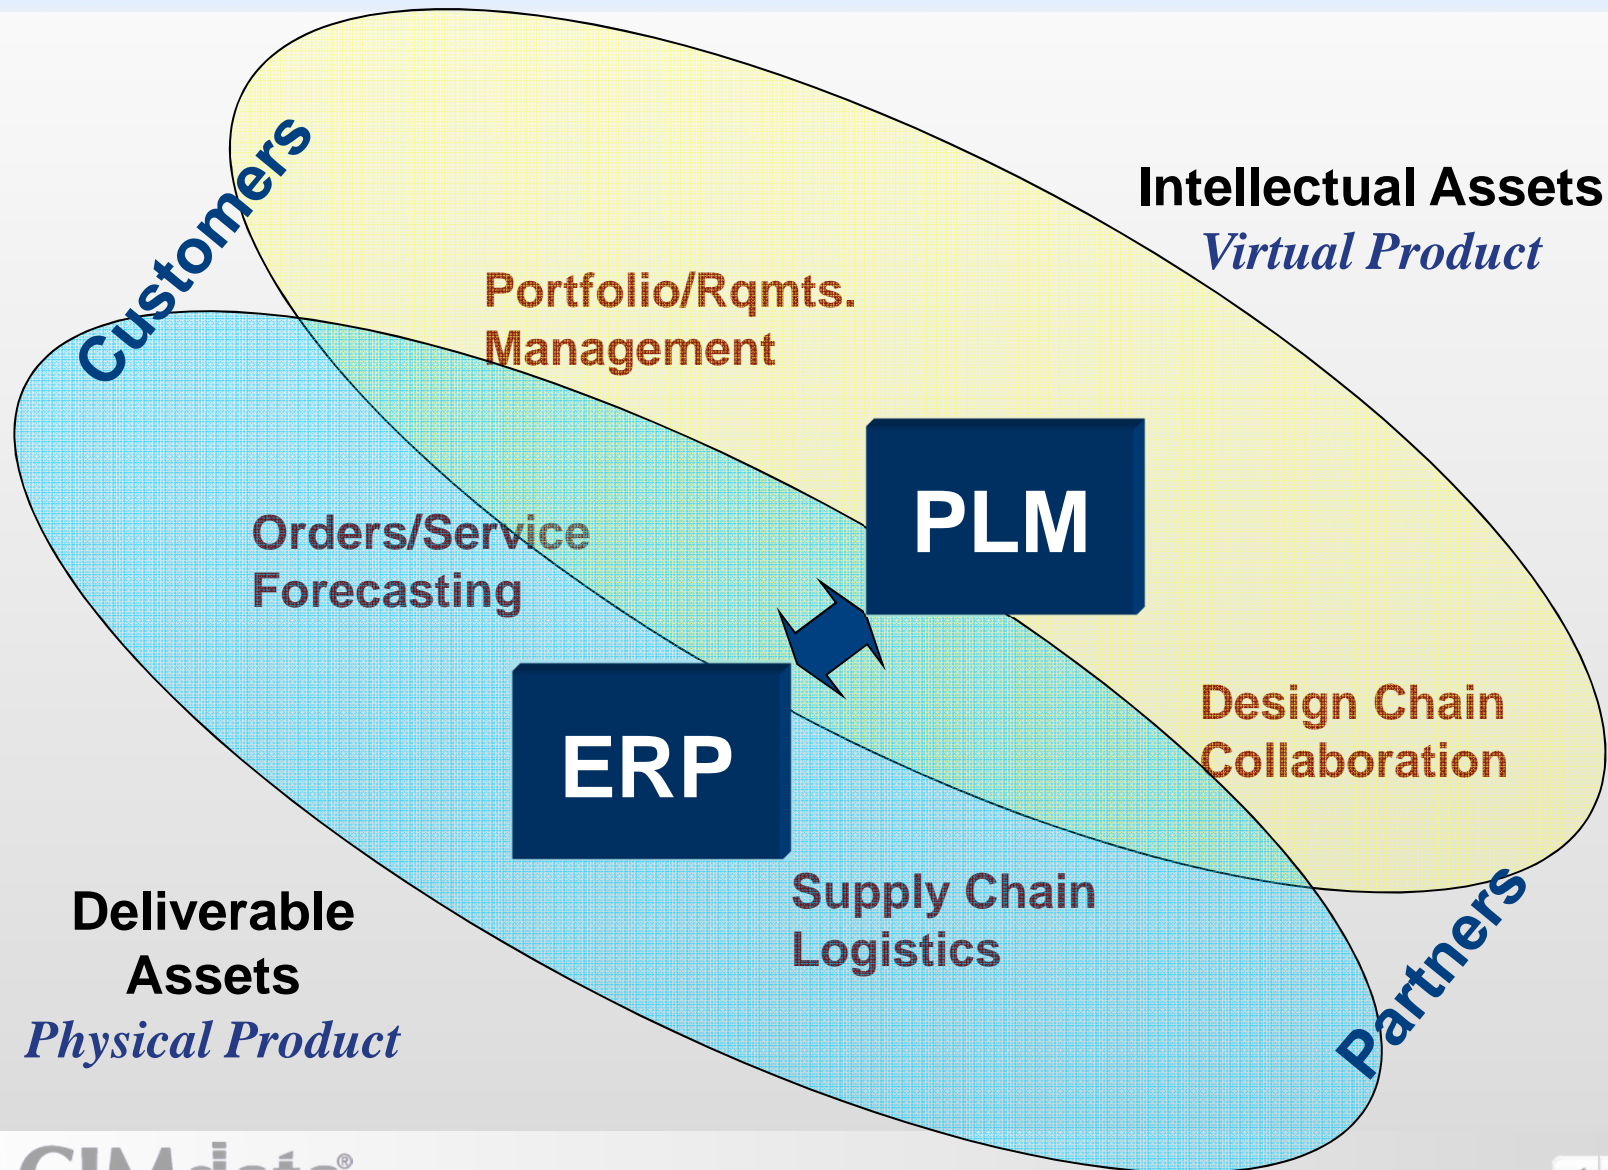 Customers
Intellectual Assets
Virtual Product
Portfolio/Rqmts.
Management
PLM
Orders/Service
Forecasting
ERP
Design Chain
Collaboration
Supply Chain
Logistics
Deliverable
Assets
Physical Product
Partners
CIMdata®